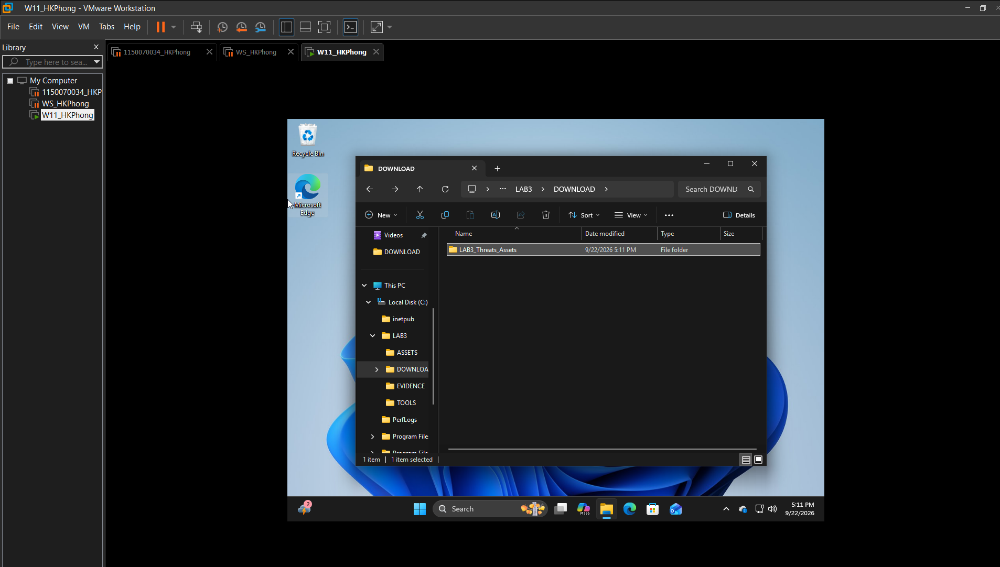 W11_HKPhong - VMware Workstation
File Edit View VM Tabs Help
Library
Type here to sea...
My Computer
1150070034_HKP
WS_HKPhong
W11_HKPhong
1150070034_HKPhong
WS_HKPhong
W11_HKPhong
Recycle Bin
Microsoft
Edge
DOWNLOAD
... LAB3 > DOWNLOAD >
Search DOWNL(
New
Sort
View
...
Details
Videos
DOWNLOAD
This PC
Local Disk (C:)
inetpub
LAB3
ASSETS
DOWNLOA
EVIDENCE
TOOLS
PerfLogs
Program File
Program File
Name Date modified Type Size
LAB3_Threats_Assets 9/22/2026 5:11 PM File folder
1 item 1 item selected
2
Search
M365
5:11 PM
9/22/2026